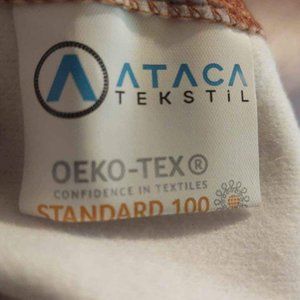 ATACA
TEKSTİL
OEKO-TEX®
CONFIDENCE IN TEXTILES
STANDARD 100